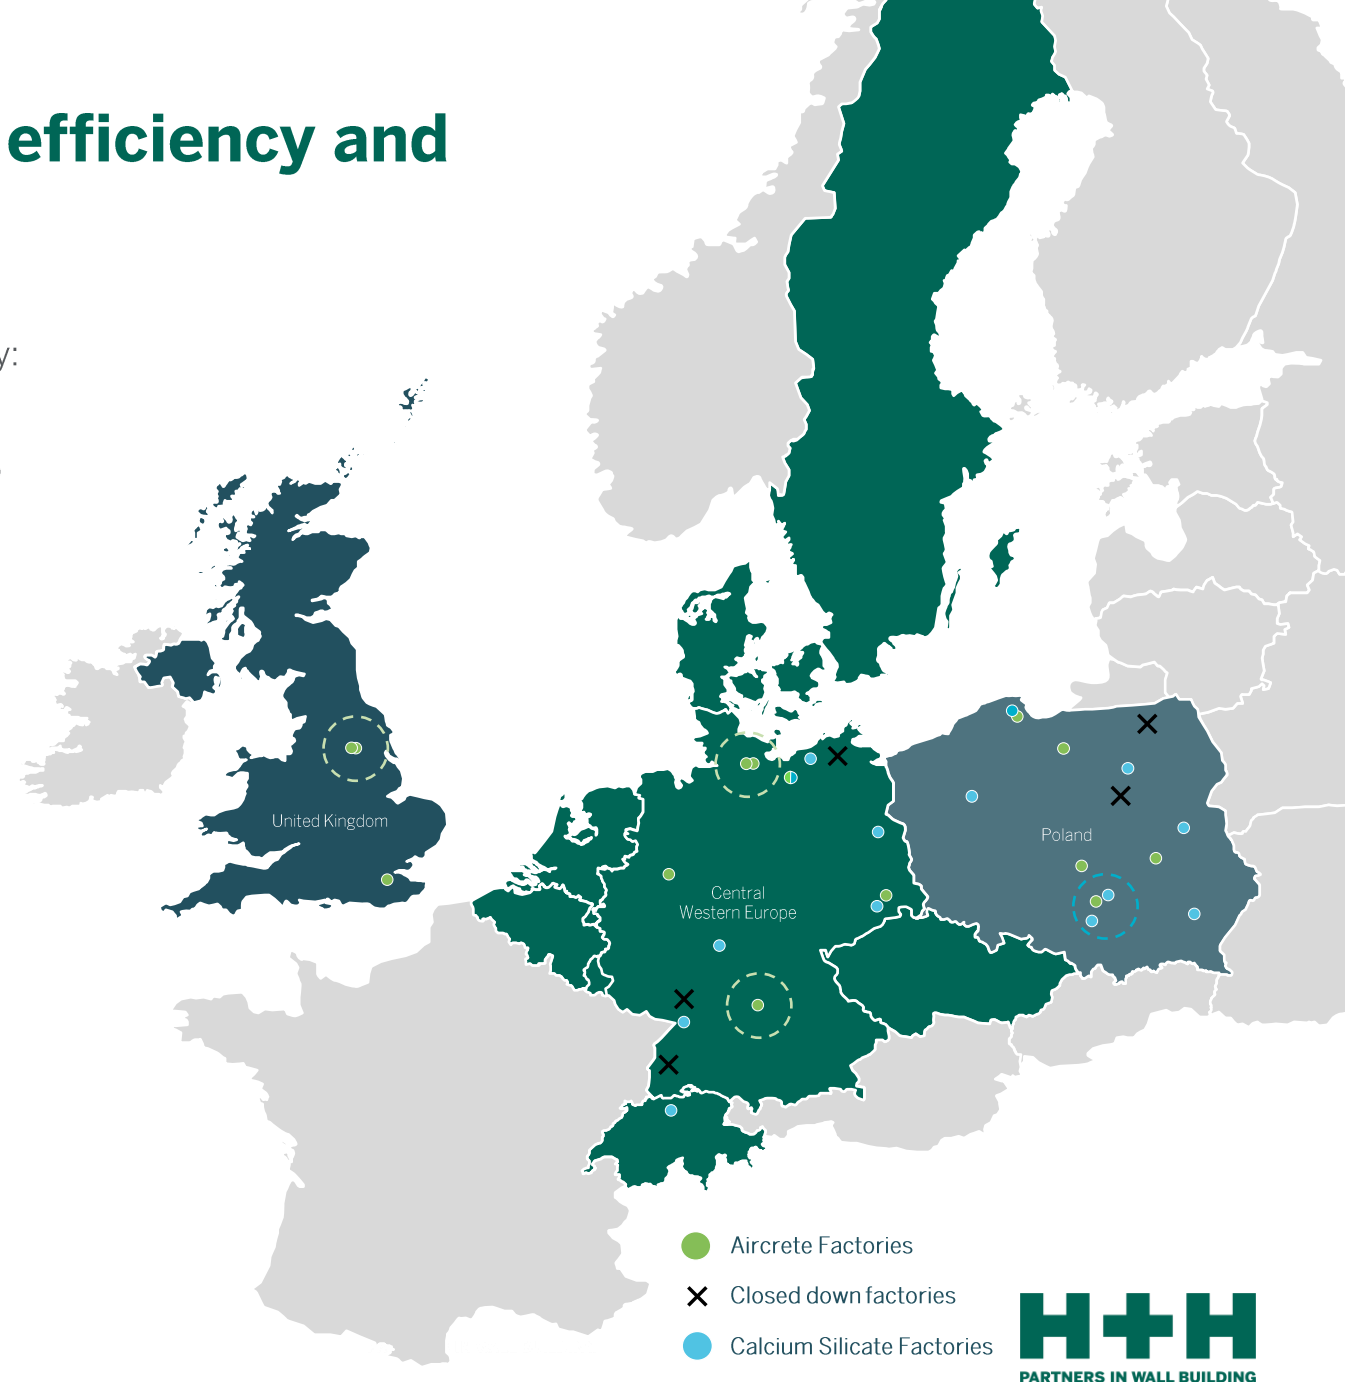 efficiency and
y:
United Kingdom
Poland
Central
Western Europe
Aircrete Factories
Closed down factories
Calcium Silicate Factories
H+H
PARTNERS IN WALL BUILDING